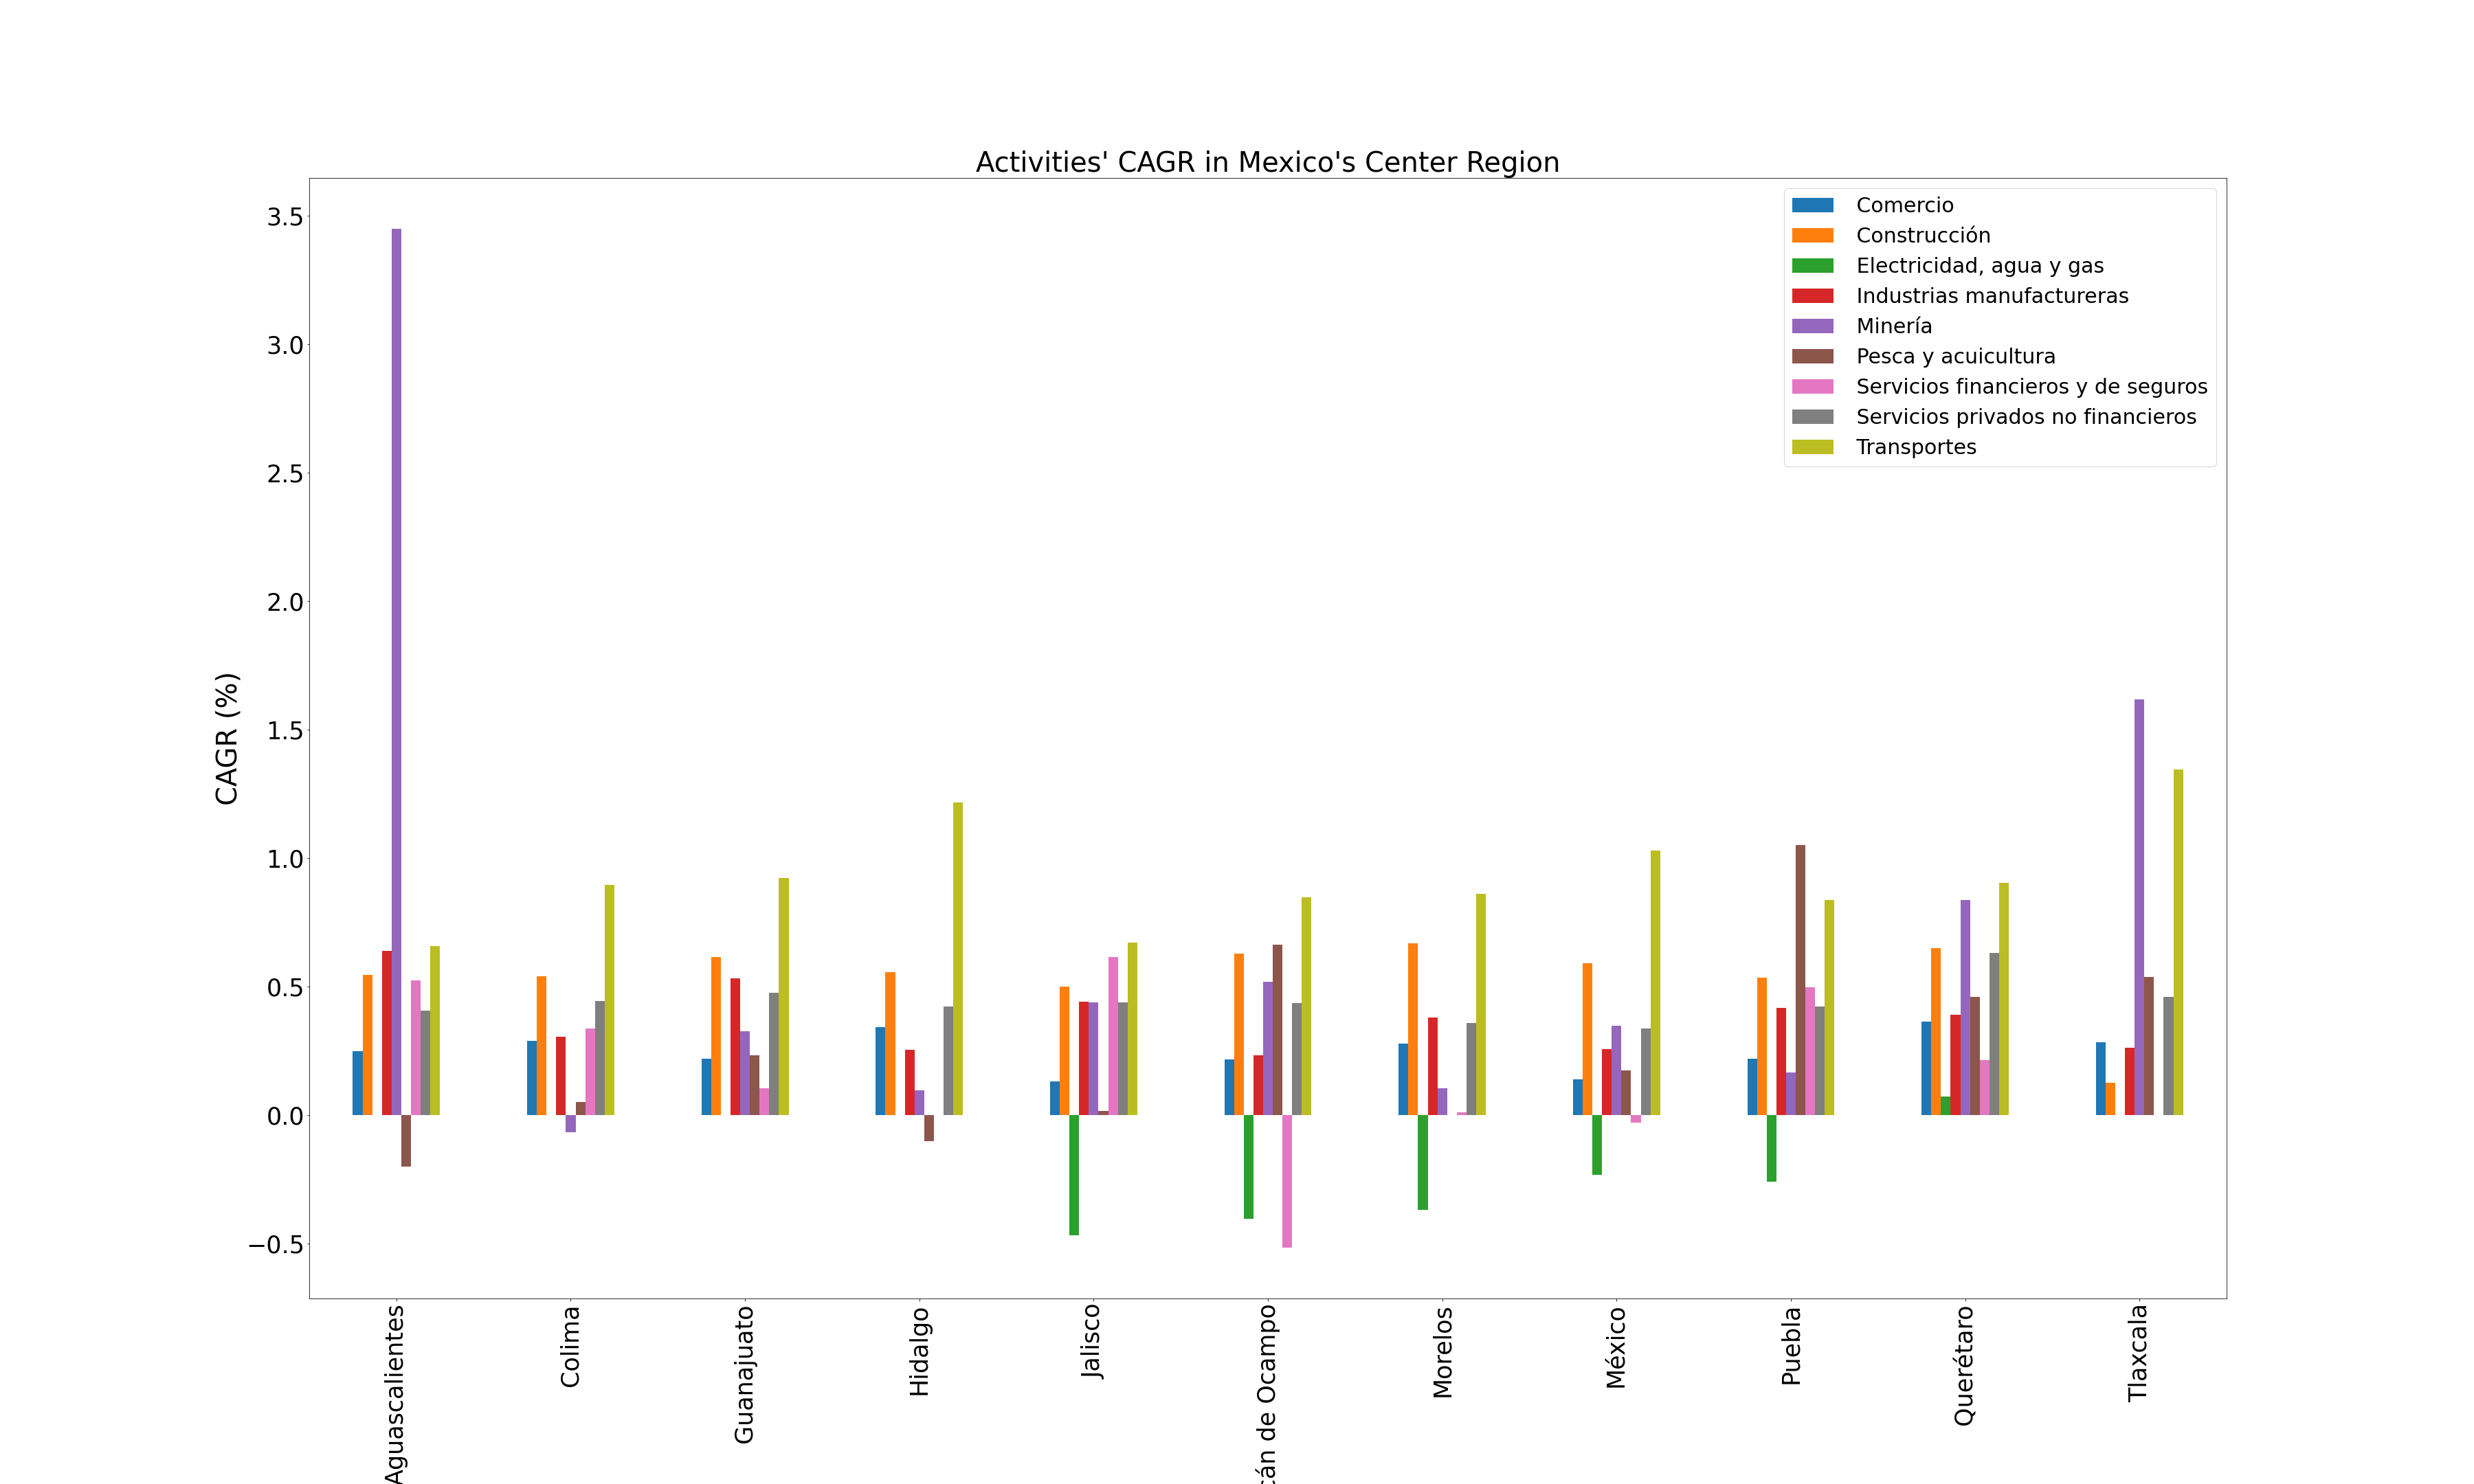 Activities' CAGR in Mexico's Center Region
CAGR (%)
3.5
3.0
2.5
2.0
1.5
1.0
0.5
0.0
−0.5
Comercio
Construcción
Electricidad, agua y gas
Industrias manufactureras
Minería
Pesca y acuicultura
Servicios financieros y de seguros
Servicios privados no financieros
Transportes
Aguascalientes
Colima
Guanajuato
Hidalgo
Jalisco
de Ocampo
Morelos
México
Puebla
Querétaro
Tlaxcala